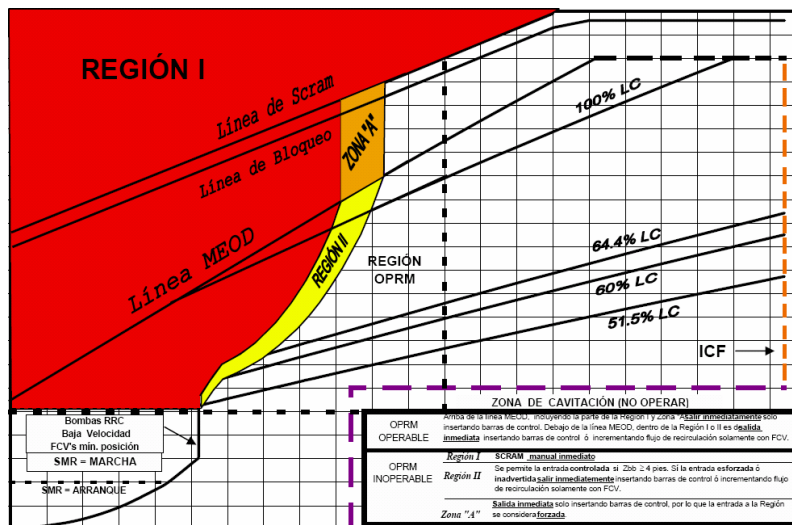 REGIÓN I
Línea de Scram
Línea de Bloqueo
ZONA "A"
100% LC
Línea MEOD
REGIÓN II
REGIÓN
OPRM
64.4% LC
60% LC
51.5% LC
ICF
ZONA DE CAVITACIÓN (NO OPERAR)
Bombas RRC
Baja Velocidad
FCV's mín. posición
SMR = MARCHA
SMR = ARRANQUE
OPRM
OPERABLE
Arriba de la línea MEOD, incluyendo la parte de la Región I y Zona "A" salir inmediatamente solo
insertando barras de control. Debajo de la línea MEOD, dentro de la Región I o II es de salida
inmediata insertando barras de control ó incrementando flujo de recirculación solamente con FCV.
OPRM
INOPERABLE
Región I SCRAM manual inmediato
Región II
Se permite la entrada controlada si Zbb ≥ 4 pies. Sí la entrada es forzada ó
inadvertida salir inmediatemente insertando barras de control ó incrementando flujo
de recirculación solamente con FCV.
Zona "A"
Salida inmediata solo insertando barras de control, por lo que la entrada a la Región
se considera forzada.